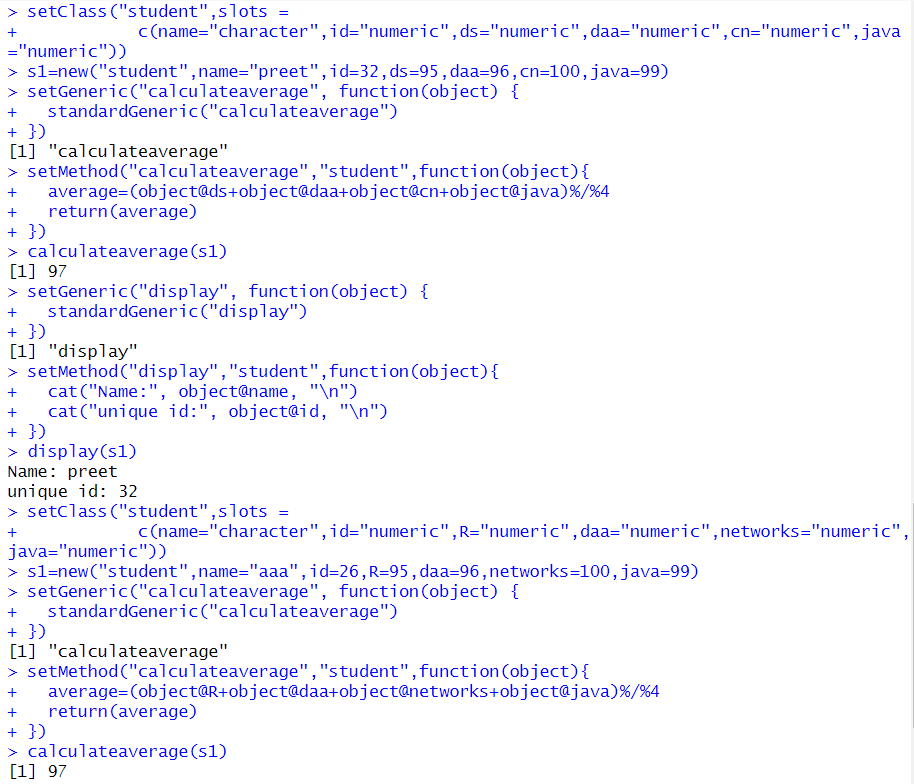 > setClass("student",slots =
+            c(name="character",id="numeric",ds="numeric",daa="numeric",cn="numeric",java
="numeric"))
> s1=new("student",name="preet",id=32,ds=95,daa=96,cn=100,java=99)
> setGeneric("calculateaverage", function(object) {
+   standardGeneric("calculateaverage")
+ })
[1] "calculateaverage"
> setMethod("calculateaverage","student",function(object){
+   average=(object@ds+object@daa+object@cn+object@java)%/%4
+   return(average)
+ })
> calculateaverage(s1)
[1] 97
> setGeneric("display", function(object) {
+   standardGeneric("display")
+ })
[1] "display"
> setMethod("display","student",function(object){
+   cat("Name:", object@name, "\n")
+   cat("unique id:", object@id, "\n")
+ })
> display(s1)
Name: preet
unique id: 32
> setClass("student",slots =
+            c(name="character",id="numeric",R="numeric",daa="numeric",networks="numeric",
java="numeric"))
> s1=new("student",name="aaa",id=26,R=95,daa=96,networks=100,java=99)
> setGeneric("calculateaverage", function(object) {
+   standardGeneric("calculateaverage")
+ })
[1] "calculateaverage"
> setMethod("calculateaverage","student",function(object){
+   average=(object@R+object@daa+object@networks+object@java)%/%4
+   return(average)
+ })
> calculateaverage(s1)
[1] 97